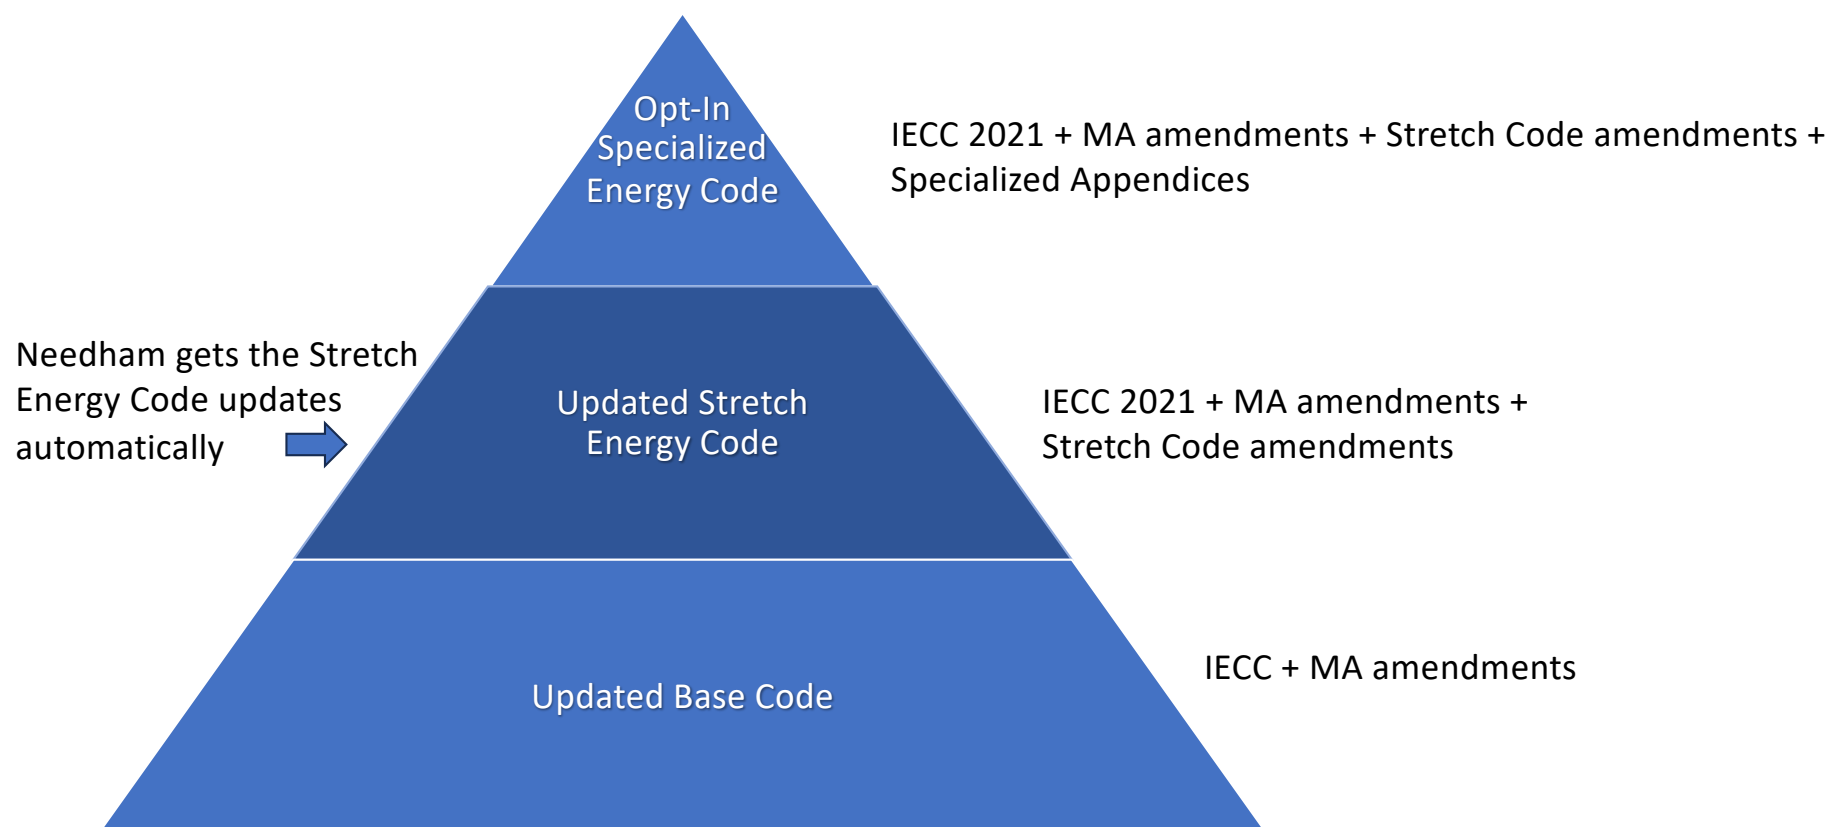 Opt-In
Specialized
Energy Code
IECC 2021 + MA amendments + Stretch Code amendments +
Specialized Appendices
Needham gets the Stretch
Energy Code updates
automatically
Updated Stretch
Energy Code
IECC 2021 + MA amendments +
Stretch Code amendments
Updated Base Code
IECC + MA amendments